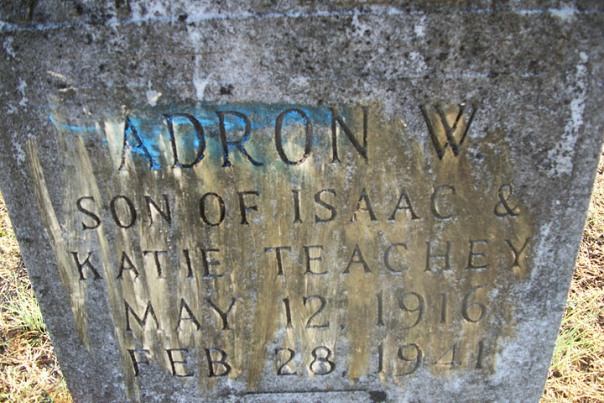 ADRON W
SON OF ISAAC &
KATIE TEACHEY
MAY 12, 1916
FEB. 28, 1941